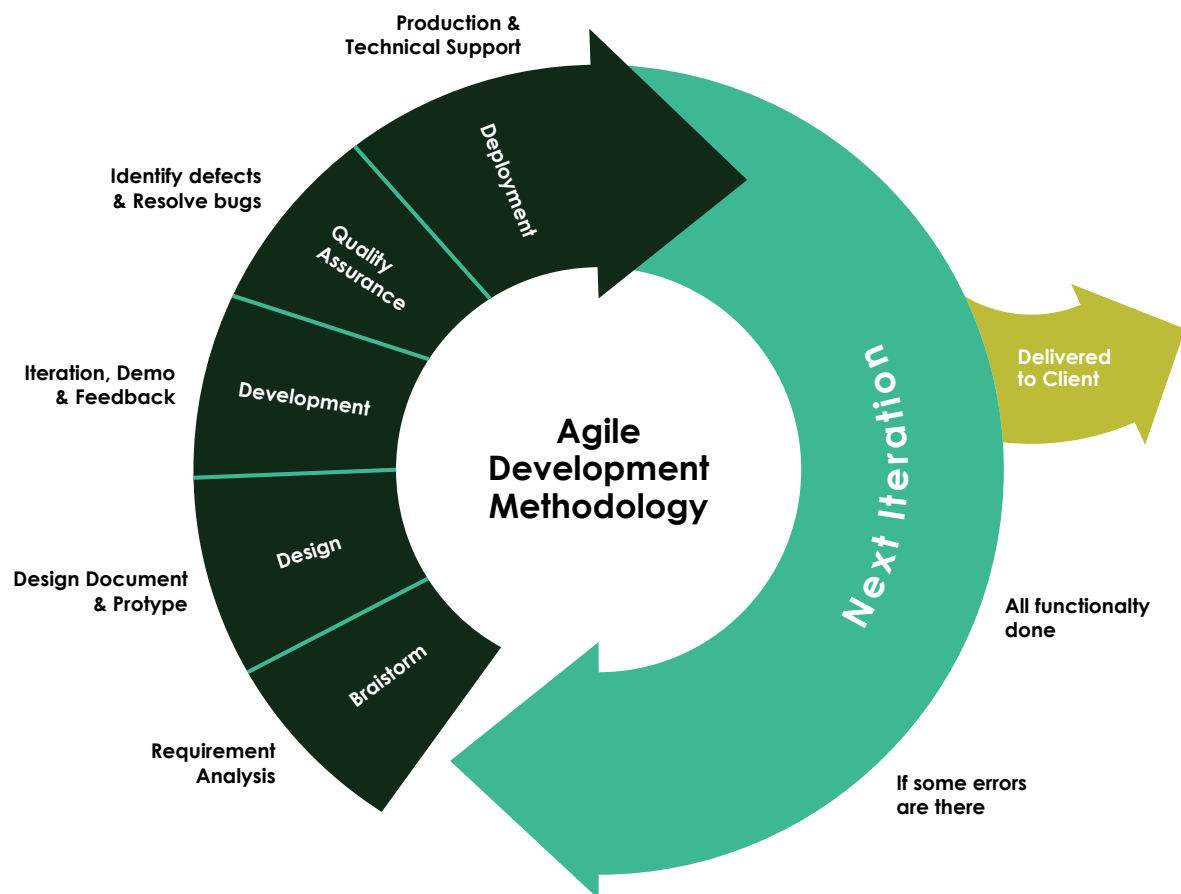 Production &
Technical Support
Deployment
Identify defects
& Resolve bugs
Quality
Assurance
Iteration, Demo
& Feedback
Development
Design Document
& Protype
Design
Requirement
Analysis
Braistorm
Agile
Development
Methodology
Next Iteration
Delivered
to Client
All functionalty
done
If some errors
are there